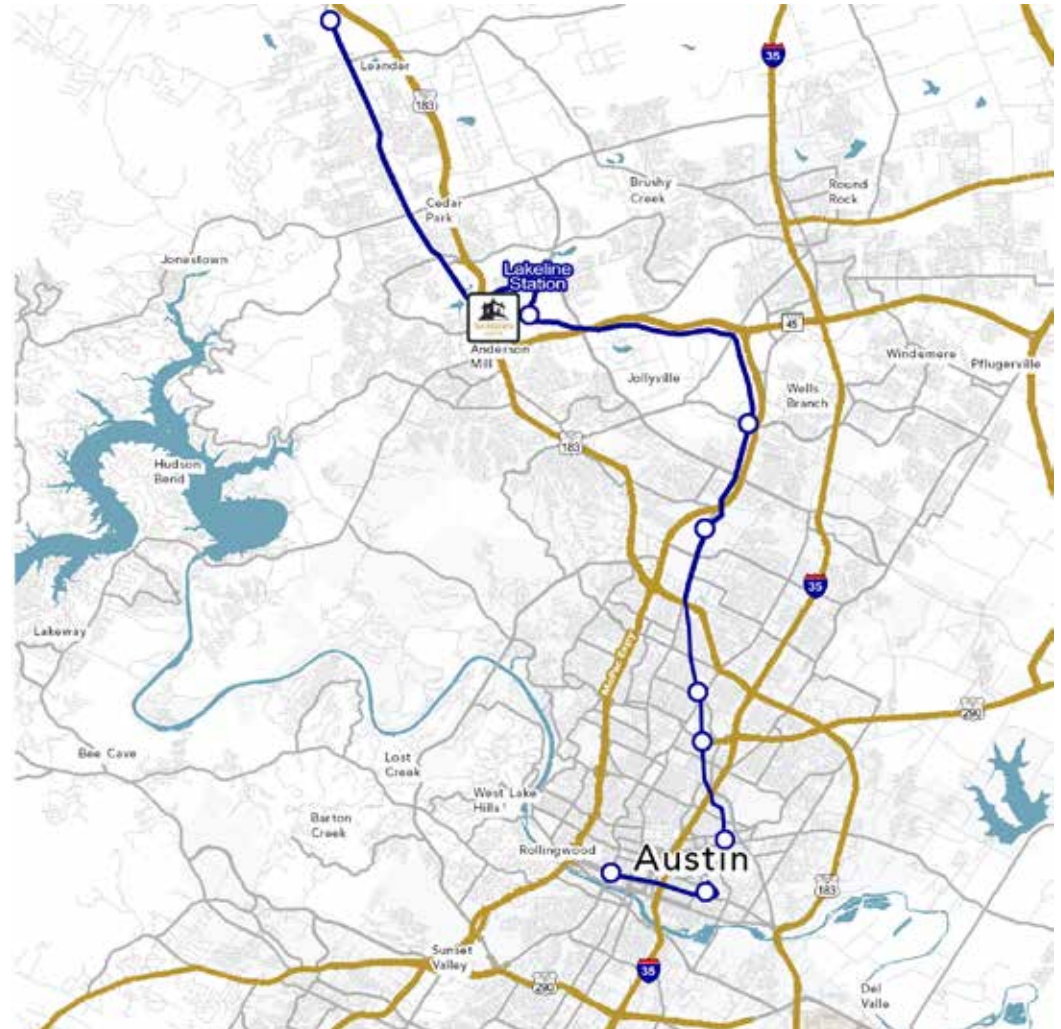 35
Leander
183
Brushy
Creek
Round
Rock
Cedar
Park
Jonestown
Lakeline
Station
45
Anderson
Mill
Jollyville
Windemere
Pflugerville
Wells
Branch
183
Hudson
Bend
35
Lakeway
MoPac Expy
290
Bee Cave
Lost
Creek
West Lake
Hills
Barton
Creek
Rollingwood
Austin
183
Sunset
Valley
35
290
Del
Valle